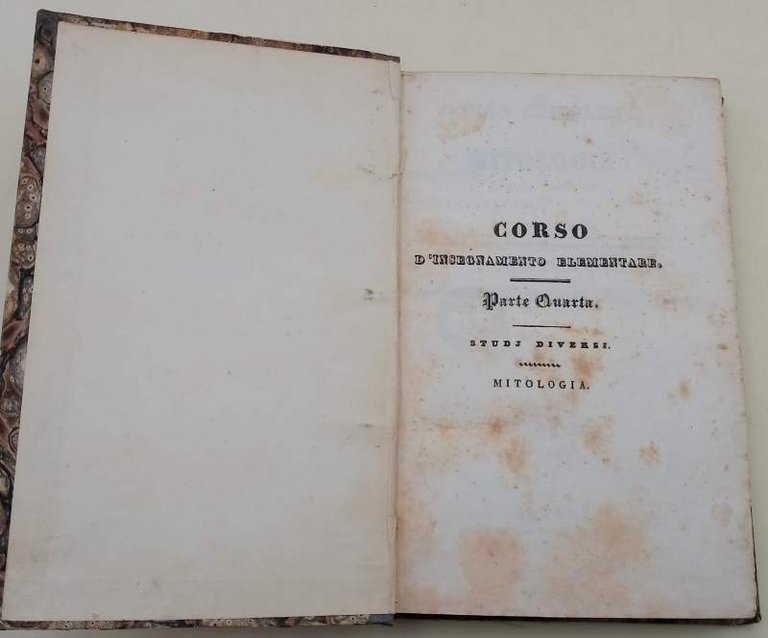 CORSO
D'INSEGNAMENTO ELEMENTARE.
Parte Quarta.
STUDJ DIVERSI.
MITOLOGIA.